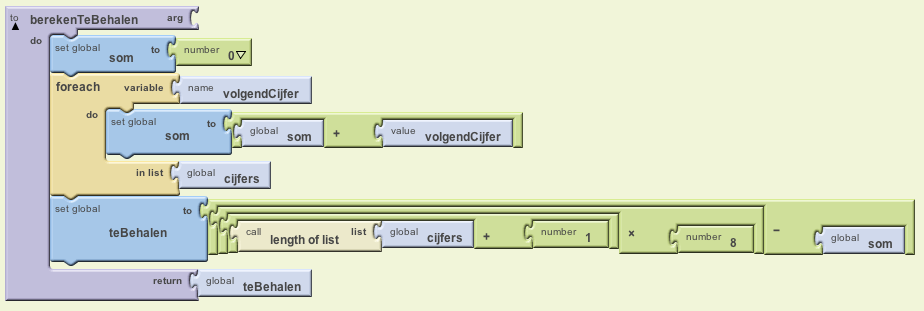 to berekenTeBehalen arg
do set global som to number 0
foreach variable name volgendCijfer
do set global som to global som + value volgendCijfer
in list global cijfers
set global teBehalen to call length of list list global cijfers + number 1 × number 8 − global som
return global teBehalen